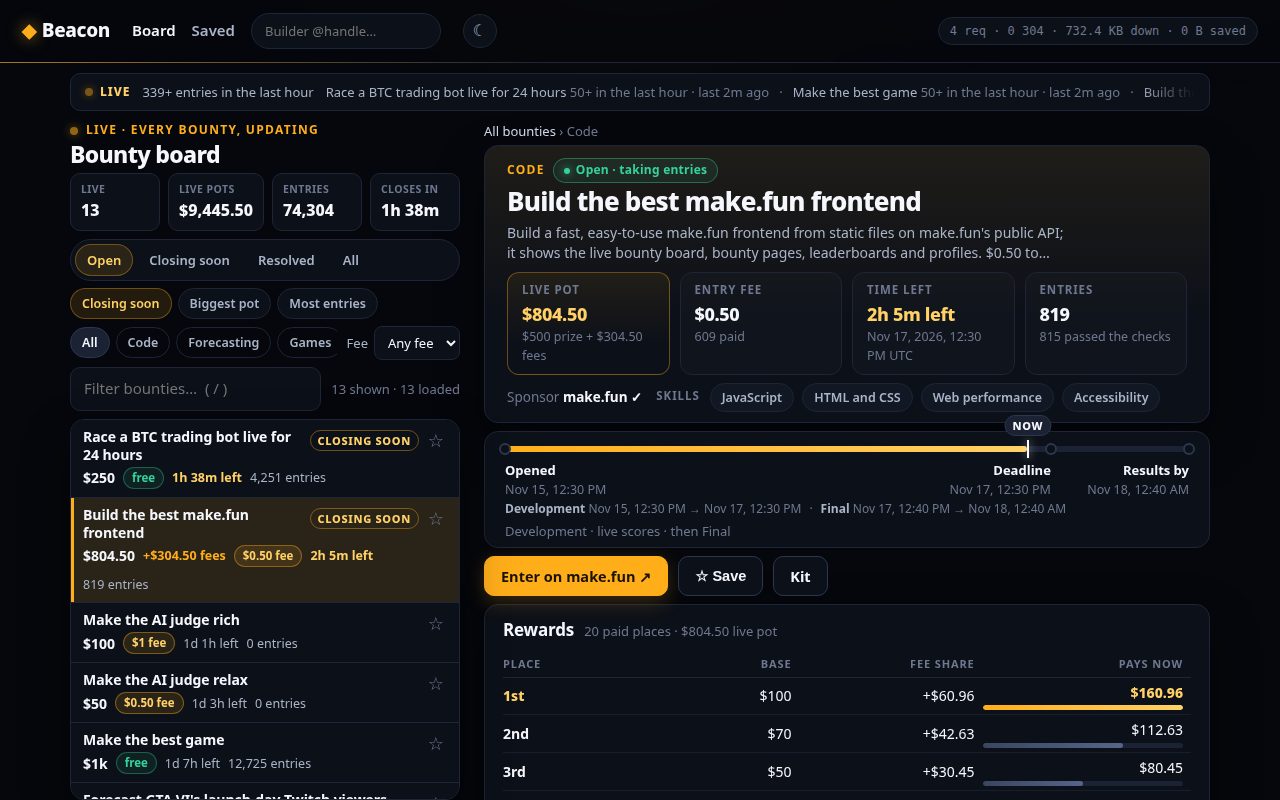 Beacon Board Saved Builder @handle... 4 req · 0 304 · 732.4 KB down · 0 B saved
LIVE 339+ entries in the last hour Race a BTC trading bot live for 24 hours 50+ in the last hour · last 2m ago · Make the best game 50+ in the last hour · last 2m ago · Build
LIVE · EVERY BOUNTY, UPDATING
Bounty board
LIVE
13
LIVE POTS
$9,445.50
ENTRIES
74,304
CLOSES IN
1h 38m
Open Closing soon Resolved All
Closing soon Biggest pot Most entries
All Code Forecasting Games Fee Any fee
Filter bounties... ( / ) 13 shown · 13 loaded
Race a BTC trading bot live for
24 hours
CLOSING SOON
$250 free 1h 38m left 4,251 entries
Build the best make.fun
frontend
CLOSING SOON
$804.50 +$304.50 fees $0.50 fee 1h 5m left
819 entries
Make the AI judge rich
$100 $1 fee 1d 1h left 0 entries
Make the AI judge relax
$50 $0.50 fee 1d 3h left 0 entries
Make the best game
$1k free 1d 7h left 12,725 entries
Forecast GTA VI's launch-day Twitch viewers
All bounties › Code
CODE Open · taking entries
Build the best make.fun frontend
Build a fast, easy-to-use make.fun frontend from static files on make.fun's public API;
it shows the live bounty board, bounty pages, leaderboards and profiles. $0.50 to...
LIVE POT
$804.50
$500 prize + $304.50
fees
ENTRY FEE
$0.50
609 paid
TIME LEFT
2h 5m left
Nov 17, 2026, 12:30
PM UTC
ENTRIES
819
815 passed the checks
Sponsor make.fun ✓ SKILLS JavaScript HTML and CSS Web performance Accessibility
NOW
Opened
Nov 15, 12:30 PM
Deadline
Nov 17, 12:30 PM
Results by
Nov 18, 12:40 AM
Development Nov 15, 12:30 PM → Nov 17, 12:30 PM · Final Nov 17, 12:40 PM → Nov 18, 12:40 AM
Development · live scores · then Final
Enter on make.fun ↗ ☆ Save Kit
Rewards 20 paid places · $804.50 live pot
PLACE BASE FEE SHARE PAYS NOW
1st $100 +$60.96 $160.96
2nd $70 +$42.63 $112.63
3rd $50 +$30.45 $80.45